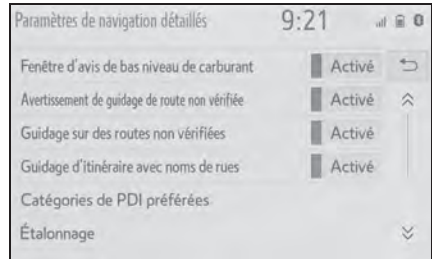 Paramètres de navigation détaillés 9:21
Fenêtre d'avis de bas niveau de carburant Activé
Avertissement de guidage de route non vérifiée Activé
Guidage sur des routes non vérifiées Activé
Guidage d'itinéraire avec noms de rues Activé
Catégories de PDI préférées
Étalonnage